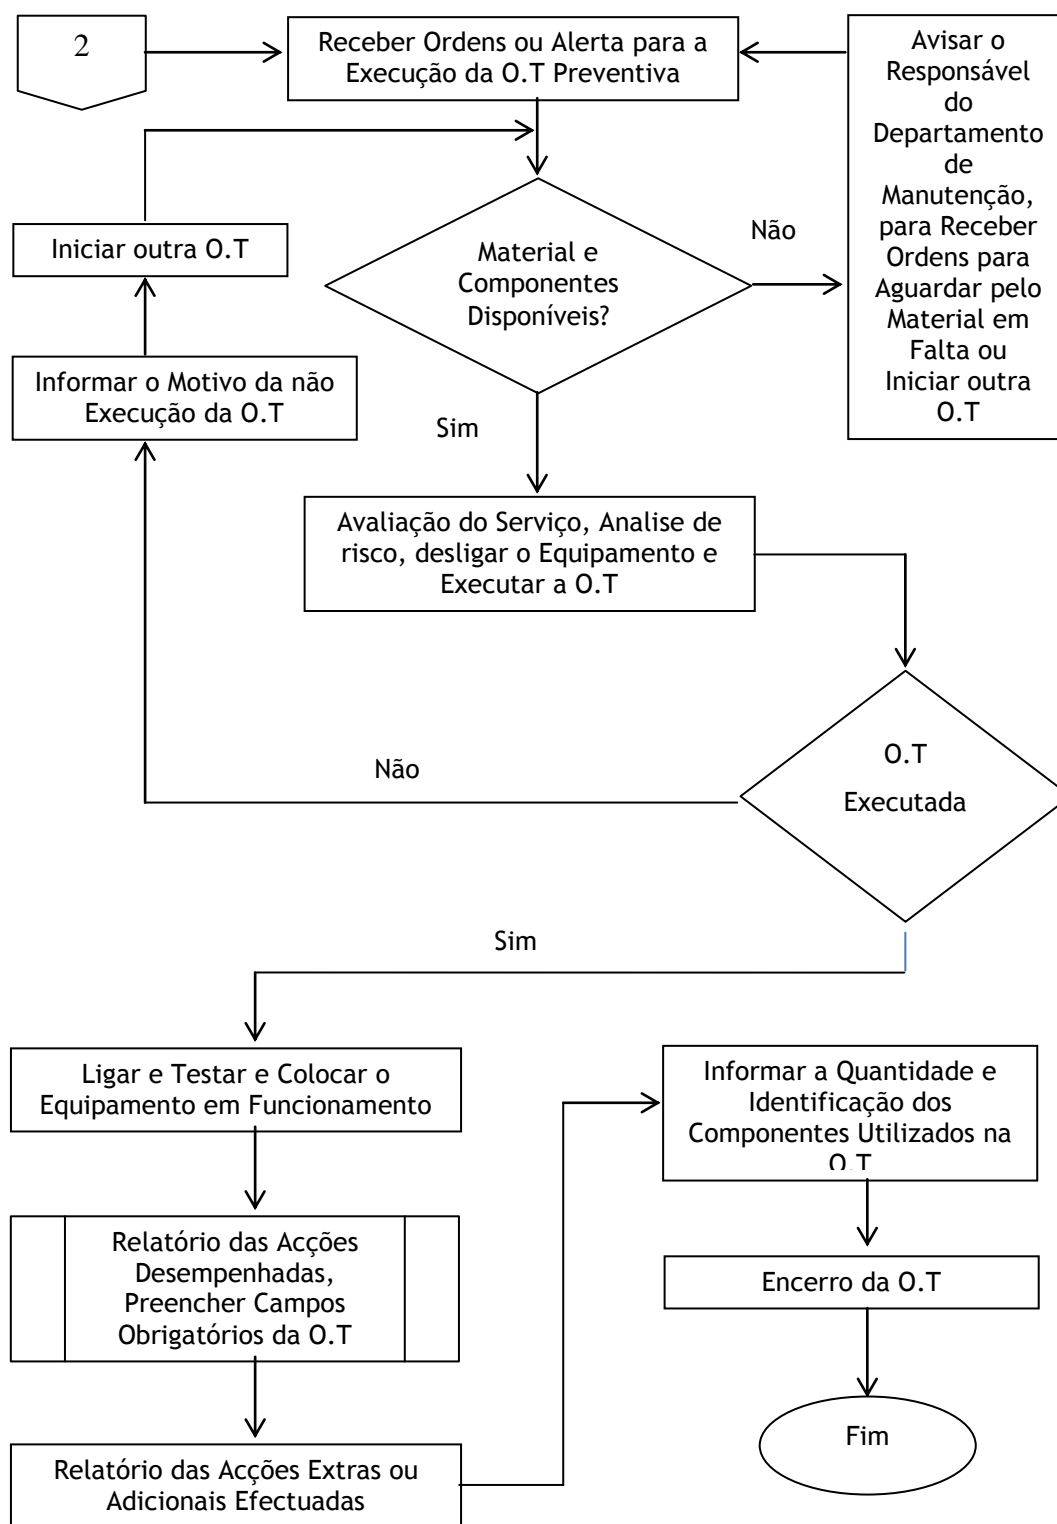 2
Receber Ordens ou Alerta para a
Execução da O.T Preventiva
Avisar o
Responsável
do
Departamento
de
Manutenção,
para Receber
Ordens para
Aguardar pelo
Material em
Falta ou
Iniciar outra
O.T
Iniciar outra O.T
Material e
Componentes
Disponíveis?
Não
Informar o Motivo da não
Execução da O.T
Sim
Avaliação do Serviço, Analise de
risco, desligar o Equipamento e
Executar a O.T
O.T
Executada
Não
Sim
Ligar e Testar e Colocar o
Equipamento em Funcionamento
Relatório das Acções
Desempenhadas,
Preencher Campos
Obrigatórios da O.T
Relatório das Acções Extras ou
Adicionais Efectuadas
Informar a Quantidade e
Identificação dos
Componentes Utilizados na
O.T
Encerro da O.T
Fim